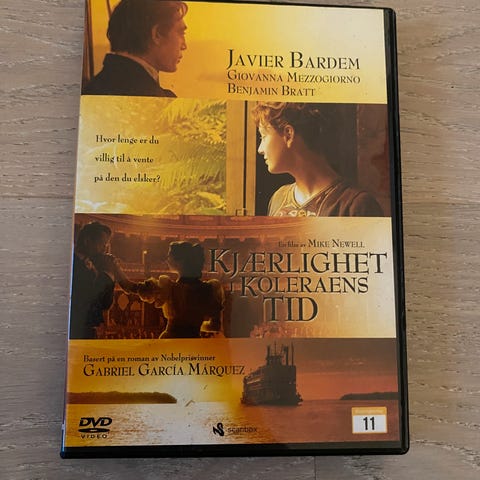 JAVIER BARDEM
GIOVANNA MEZZOGIORNO
BENJAMIN BRATT
Hvor lenge er du
villig til å vente
på den du elsker?
En film av MIKE NEWELL
KJÆRLIGHET
I KOLERAENS
TID
Basert på en roman av Nobelprisvinner
GABRIEL GARCÍA MÁRQUEZ
DVD
VIDEO
scanbox
11